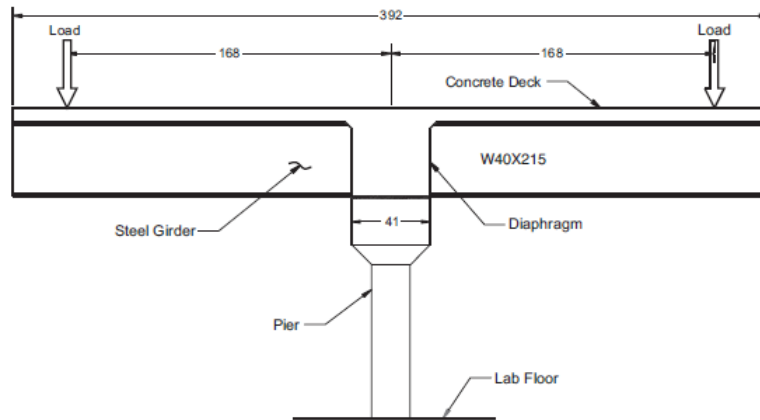 392
Load
Load
168
168
Concrete Deck
W40X215
Steel Girder
41
Diaphragm
Pier
Lab Floor